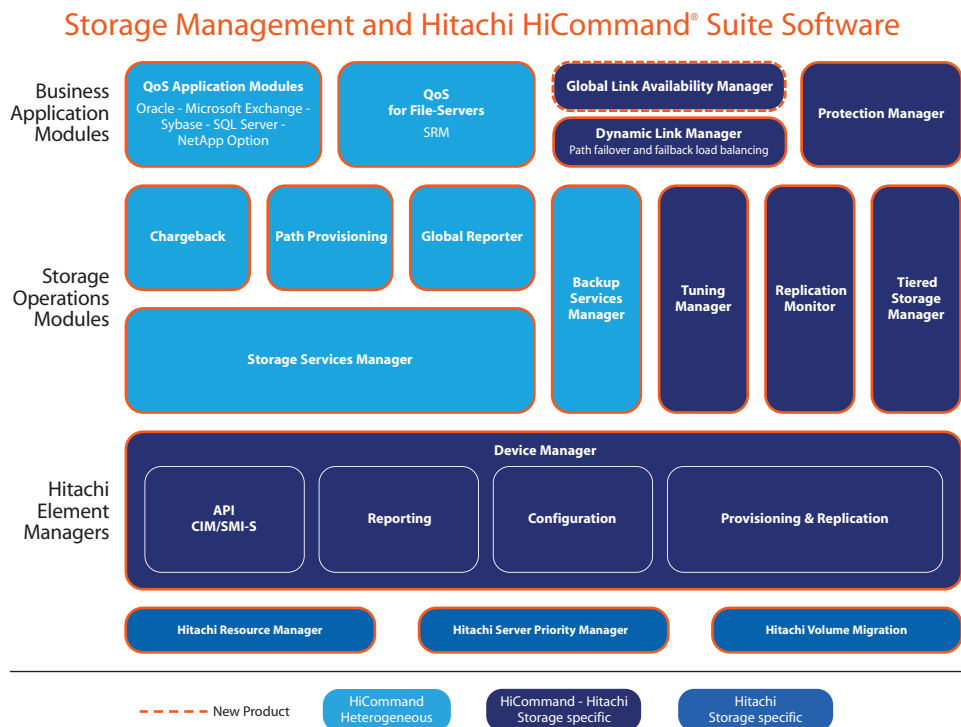 Storage Management and Hitachi HiCommand® Suite Software
Business
Application
Modules
QoS Application Modules
Oracle - Microsoft Exchange -
Sybase - SQL Server -
NetApp Option
QoS
for File-Servers
SRM
Global Link Availability Manager
Dynamic Link Manager
Path failover and failback load balancing
Protection Manager
Storage
Operations
Modules
Chargeback
Path Provisioning
Global Reporter
Storage Services Manager
Backup
Services
Manager
Tuning
Manager
Replication
Monitor
Tiered
Storage
Manager
Hitachi
Element
Managers
Device Manager
API
CIM/SMI-S
Reporting
Configuration
Provisioning & Replication
Hitachi Resource Manager
Hitachi Server Priority Manager
Hitachi Volume Migration
New Product
HiCommand
Heterogeneous
HiCommand - Hitachi
Storage specific
Hitachi
Storage specific